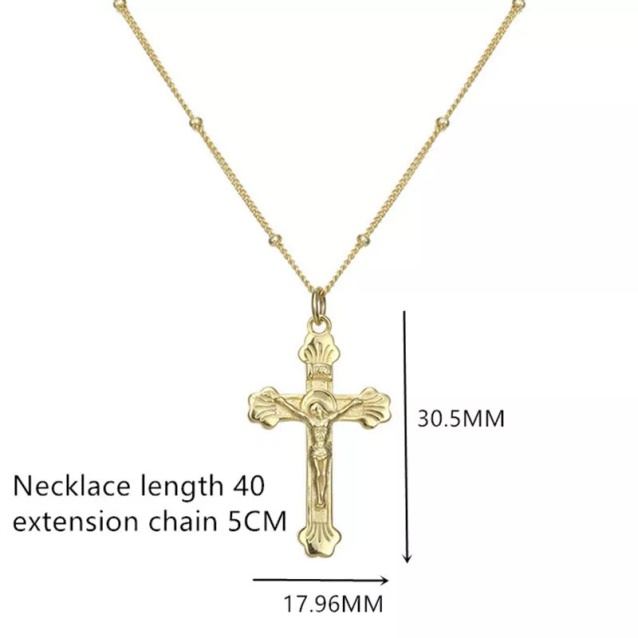 30.5MM
Necklace length 40
extension chain 5CM
17.96MM